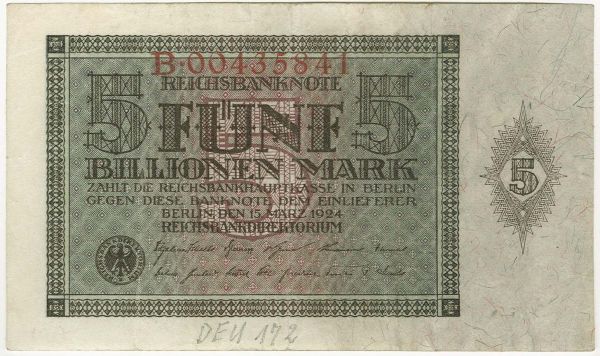 B·00435841
REICHSBANKNOTE
5 FÜNF 5
BILLIONEN MARK
ZAHLT DIE REICHSBANKHAUPTKASSE IN BERLIN
GEGEN DIESE BANKNOTE DEM EINLIEFERER
BERLIN, DEN 15. MÄRZ 1924
REICHSBANKDIREKTORIUM
5
DEU 172